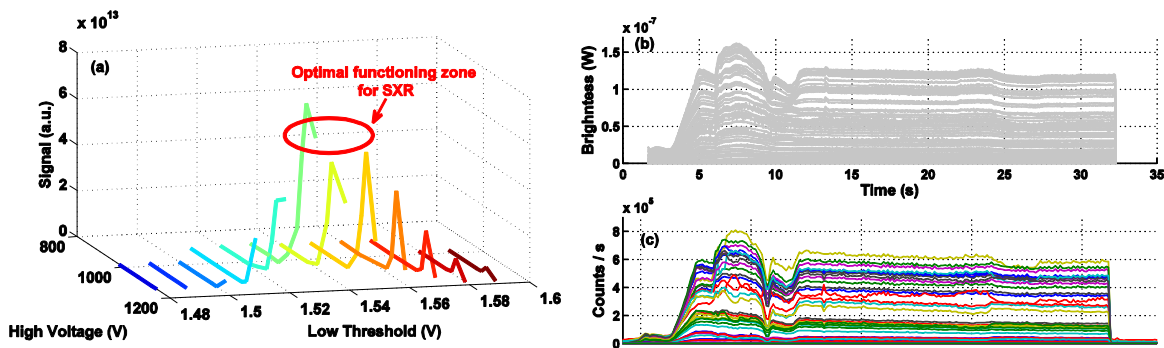 x 10^13
8
(a)
6
4
2
0
Signal (a.u.)
Optimal functioning zone
for SXR
800
1000
1200
High Voltage (V)
1.48
1.5
1.52
1.54
1.56
1.58
1.6
Low Threshold (V)
x 10^-7
(b)
1.5
1
0.5
0
Brighntess (W)
0 5 10 15 20 25 30 35
Time (s)
x 10^5
(c)
8
6
4
2
0
Counts / s